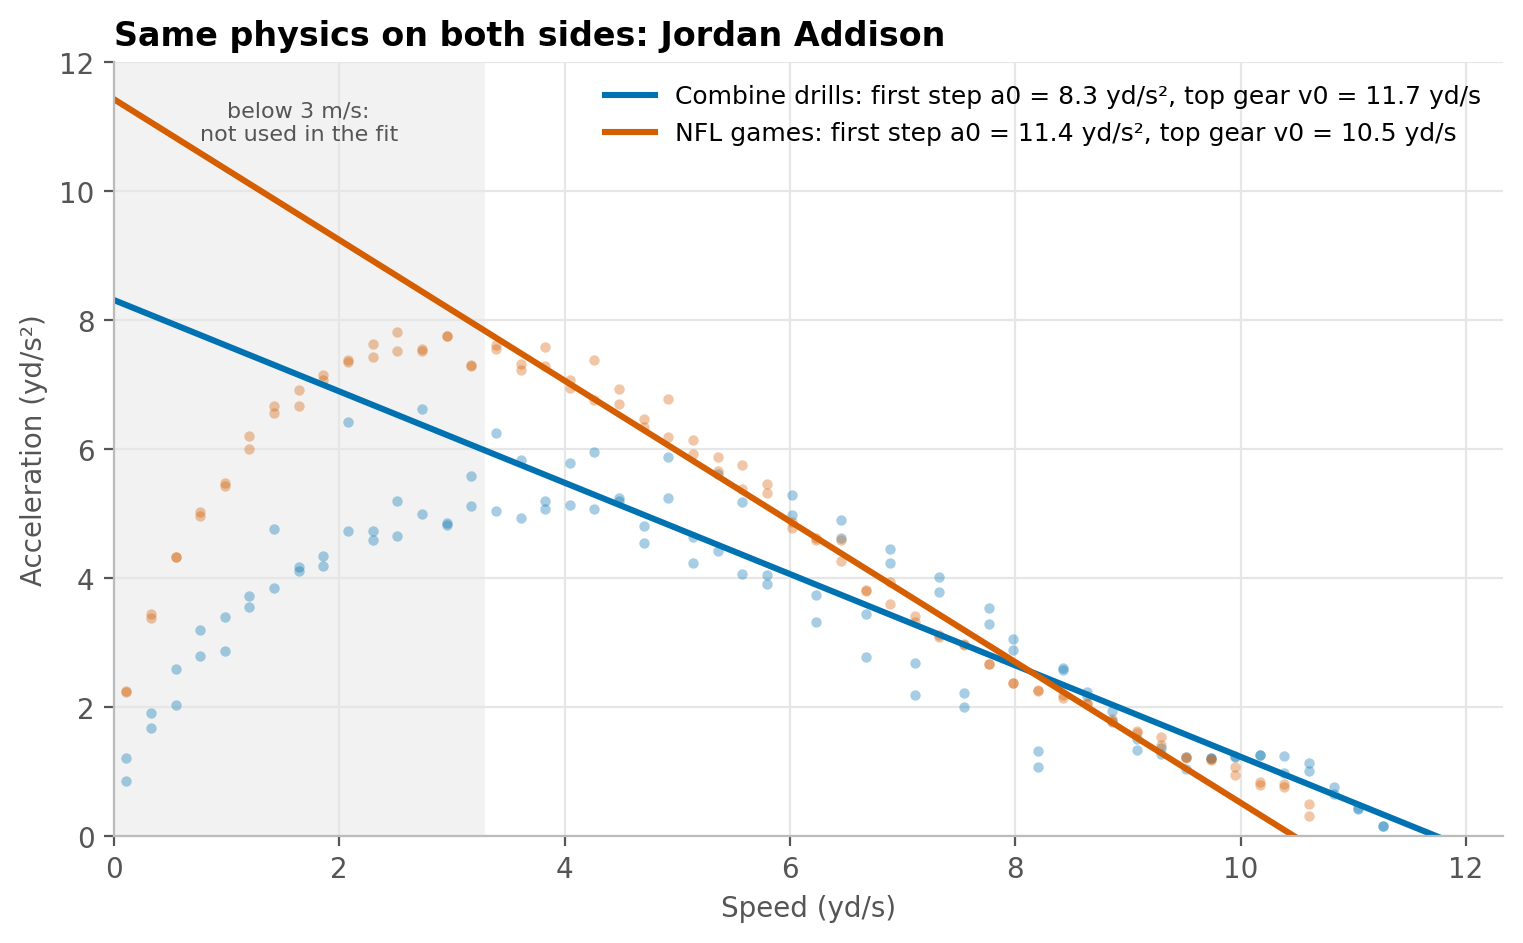 Same physics on both sides: Jordan Addison
12
10
8
6
4
2
0
Acceleration (yd/s²)
below 3 m/s:
not used in the fit
Combine drills: first step a0 = 8.3 yd/s², top gear v0 = 11.7 yd/s
NFL games: first step a0 = 11.4 yd/s², top gear v0 = 10.5 yd/s
0 2 4 6 8 10 12
Speed (yd/s)